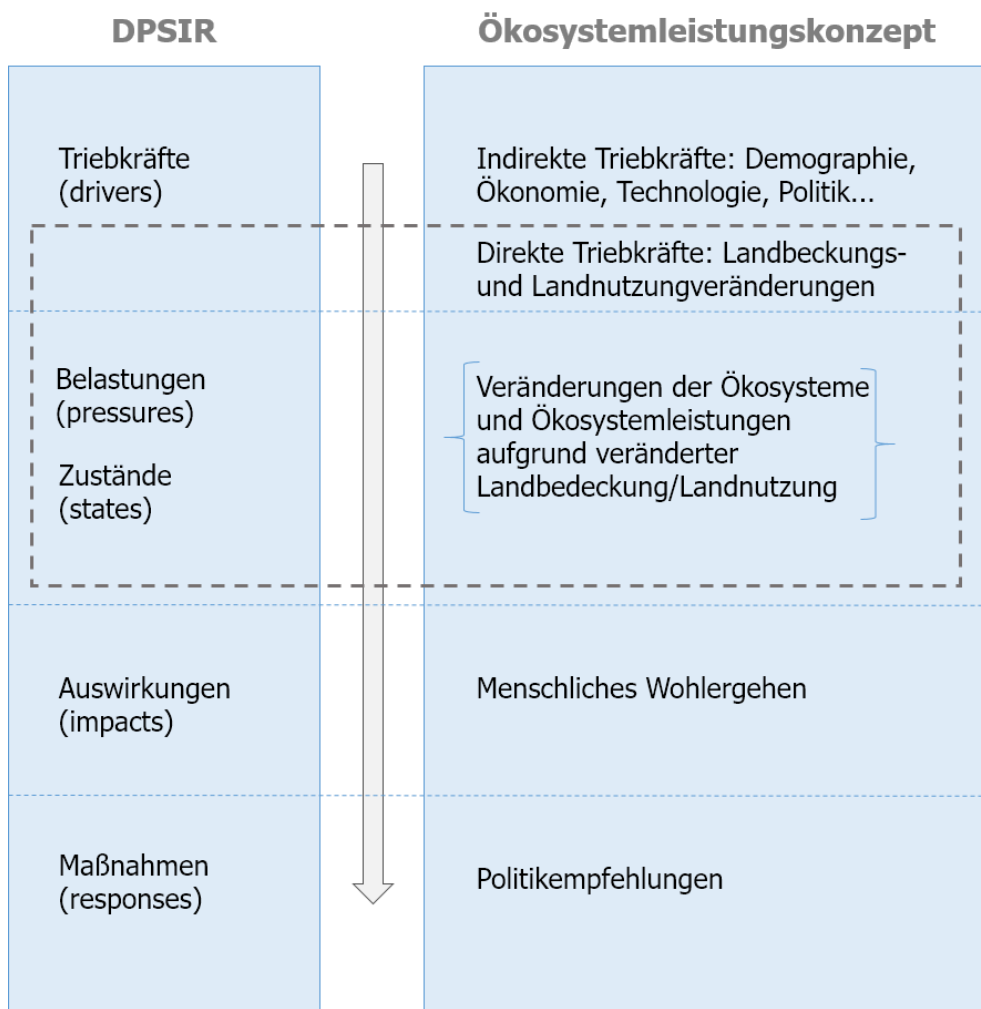 DPSIR
Ökosystemleistungskonzept
Triebkräfte
(drivers)
Indirekte Triebkräfte: Demographie,
Ökonomie, Technologie, Politik...
Direkte Triebkräfte: Landbeckungs-
und Landnutzungveränderungen
Belastungen
(pressures)
Zustände
(states)
Veränderungen der Ökosysteme
und Ökosystemleistungen
aufgrund veränderter
Landbedeckung/Landnutzung
Auswirkungen
(impacts)
Menschliches Wohlergehen
Maßnahmen
(responses)
Politikempfehlungen